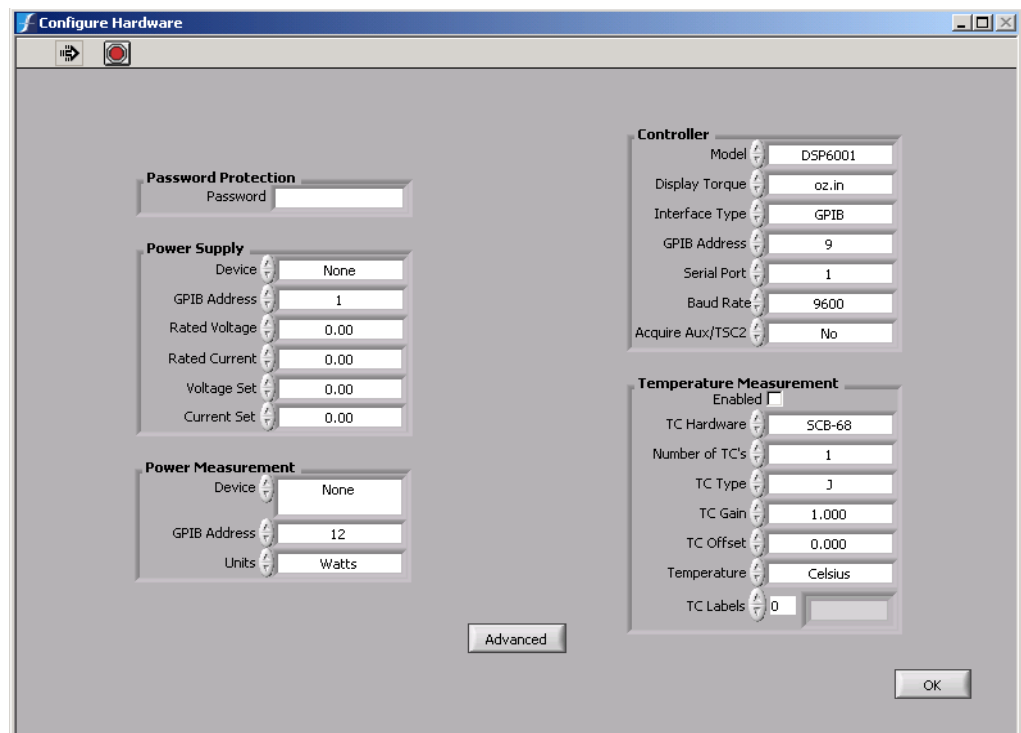 Configure Hardware
Password Protection
Password
Power Supply
Device None
GPIB Address 1
Rated Voltage 0.00
Rated Current 0.00
Voltage Set 0.00
Current Set 0.00
Power Measurement
Device None
GPIB Address 12
Units Watts
Controller
Model DSP6001
Display Torque oz.in
Interface Type GPIB
GPIB Address 9
Serial Port 1
Baud Rate 9600
Acquire Aux/TSC2 No
Temperature Measurement
Enabled
TC Hardware SCB-68
Number of TC's 1
TC Type J
TC Gain 1.000
TC Offset 0.000
Temperature Celsius
TC Labels 0
Advanced
OK